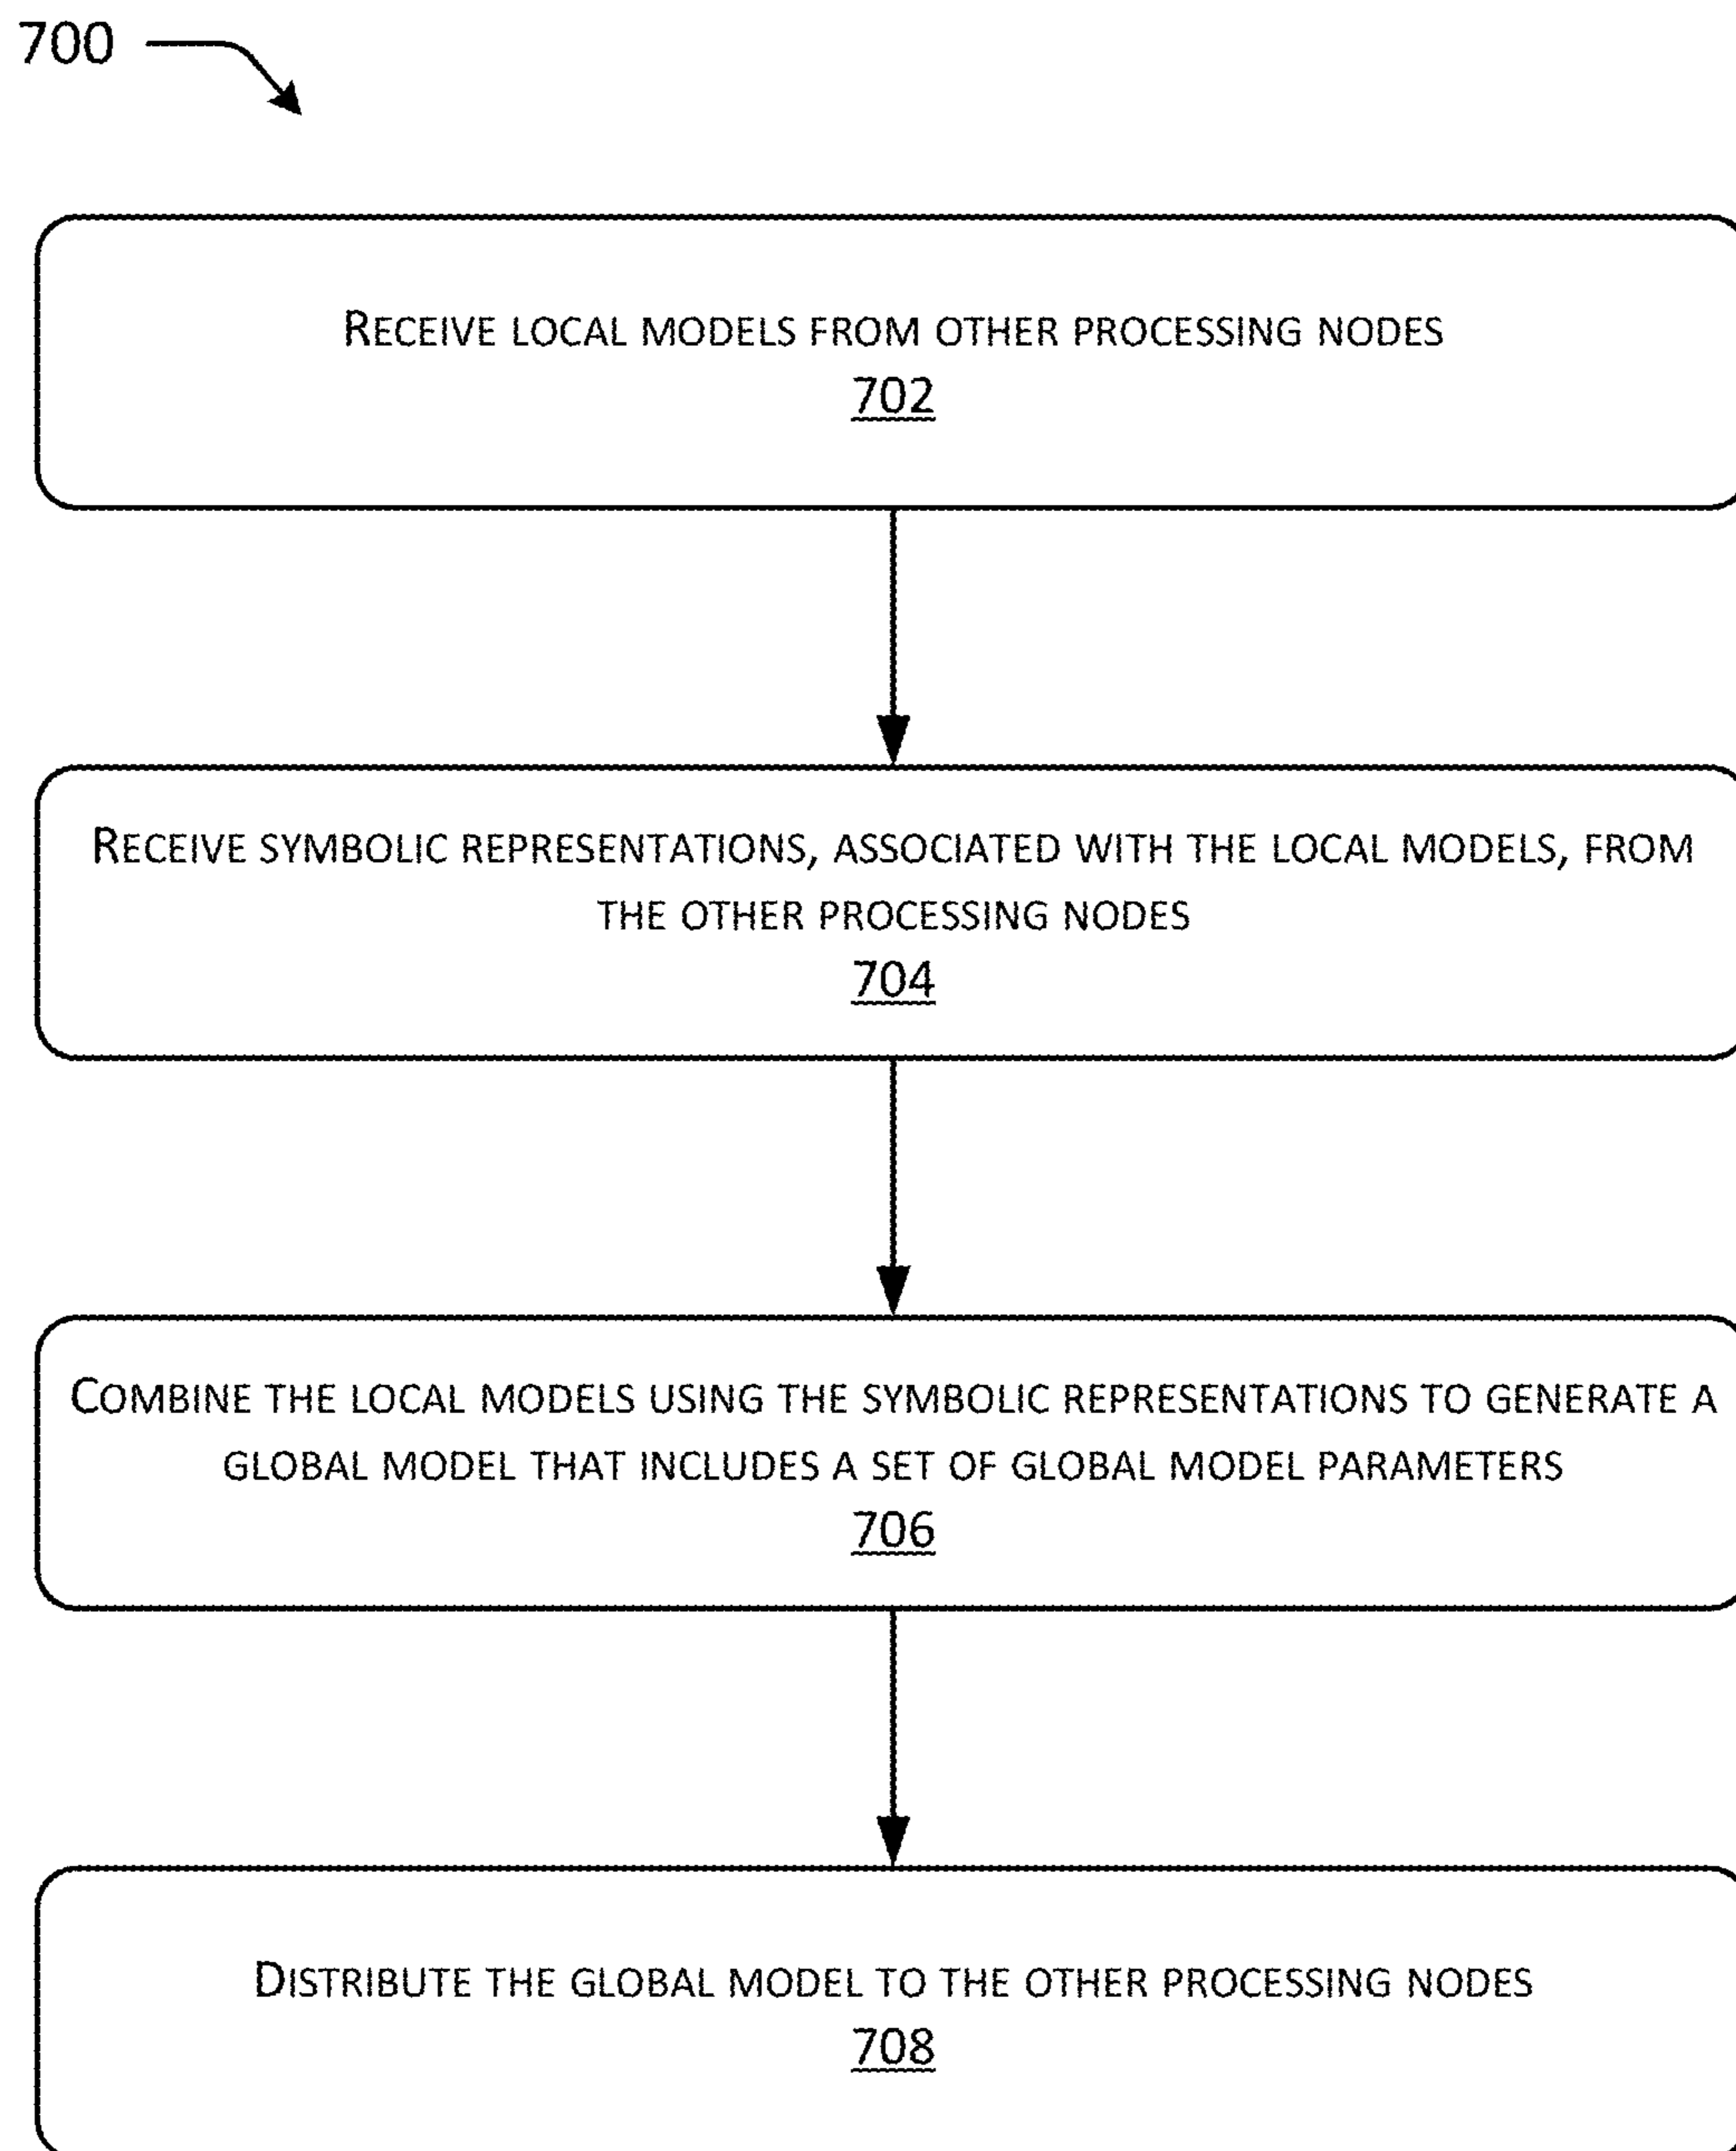 700
RECEIVE LOCAL MODELS FROM OTHER PROCESSING NODES
702
RECEIVE SYMBOLIC REPRESENTATIONS, ASSOCIATED WITH THE LOCAL MODELS, FROM
THE OTHER PROCESSING NODES
704
COMBINE THE LOCAL MODELS USING THE SYMBOLIC REPRESENTATIONS TO GENERATE A
GLOBAL MODEL THAT INCLUDES A SET OF GLOBAL MODEL PARAMETERS
706
DISTRIBUTE THE GLOBAL MODEL TO THE OTHER PROCESSING NODES
708